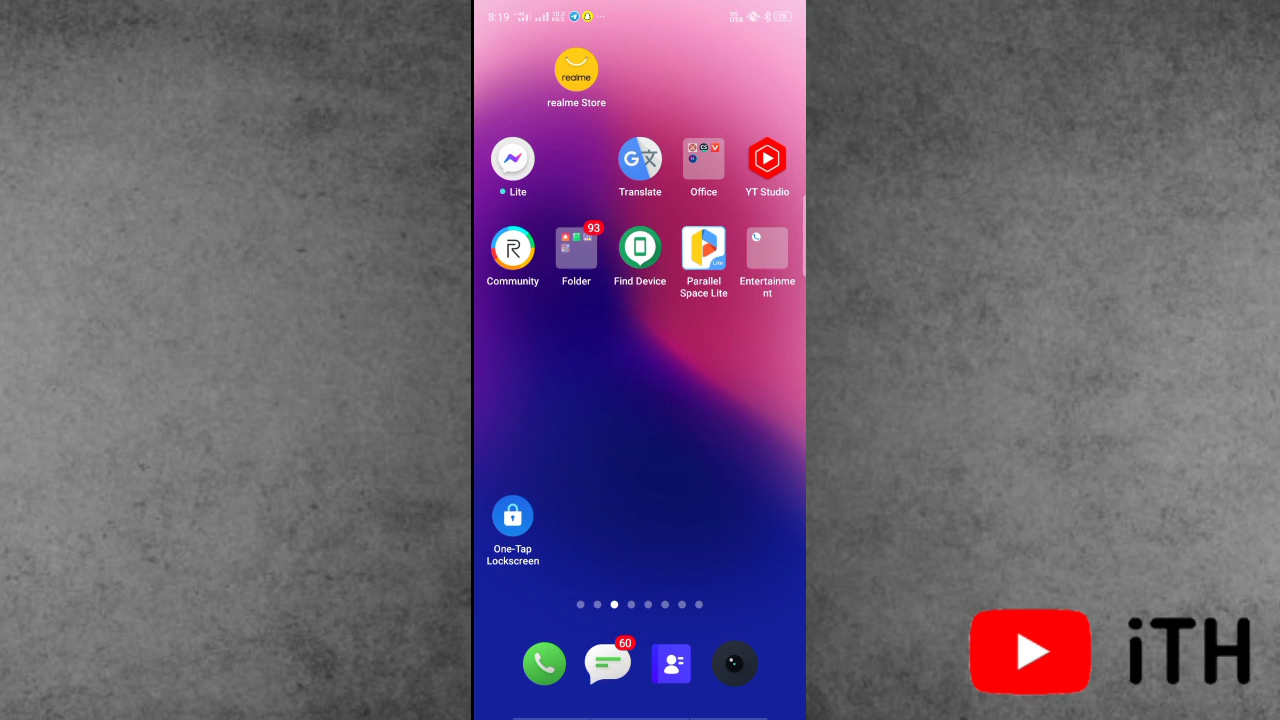 8:19
realme
realme Store
Lite
Translate
Office
YT Studio
93
Community
Folder
Find Device
Parallel
Space Lite
Entertainme
nt
One-Tap
Lockscreen
60
iTH